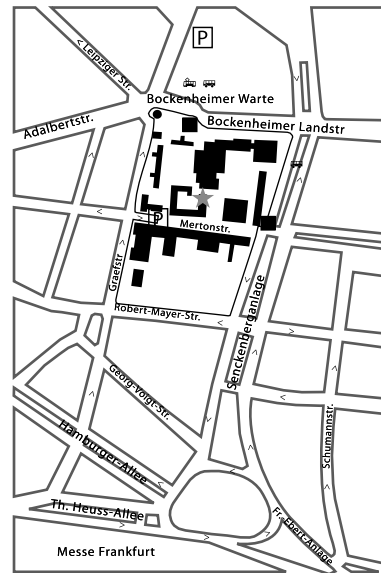 P
< Leipziger Str.
Bockenheimer Warte
Adalbertstr.
Bockenheimer Landstr
P
Mertonstr.
Graefstr
Senckenberganlage
Robert-Mayer-Str.
Georg-Voigt-Str.
Schumannstr.
Hamburger-Allee
Th. Heuss-Allee
Fr. Ebert-Anlage
Messe Frankfurt